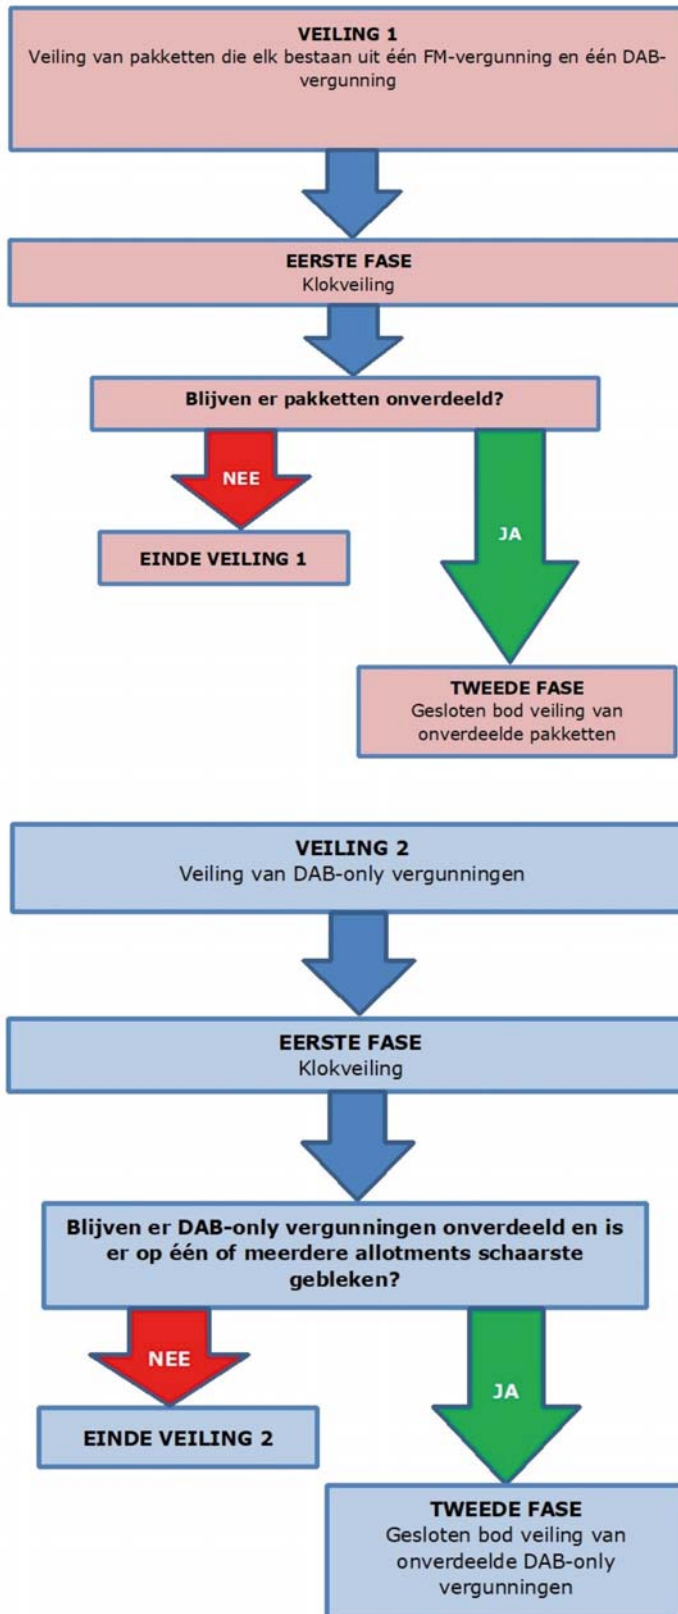 VEILING 1
Veiling van pakketten die elk bestaan uit één FM-vergunning en één DAB-
vergunning
EERSTE FASE
Klokveiling
Blijven er pakketten onverdeeld?
NEE
JA
EINDE VEILING 1
TWEEDE FASE
Gesloten bod veiling van
onverdeelde pakketten
VEILING 2
Veiling van DAB-only vergunningen
EERSTE FASE
Klokveiling
Blijven er DAB-only vergunningen onverdeeld en is
er op één of meerdere allotments schaarste
gebleken?
NEE
JA
EINDE VEILING 2
TWEEDE FASE
Gesloten bod veiling van
onverdeelde DAB-only
vergunningen